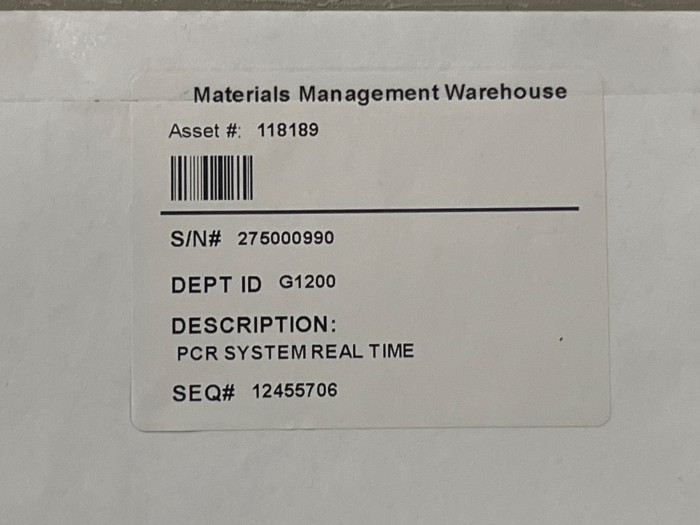 Materials Management Warehouse
Asset #: 118189
S/N# 275000990
DEPT ID G1200
DESCRIPTION:
PCR SYSTEM REAL TIME
SEQ# 12455706